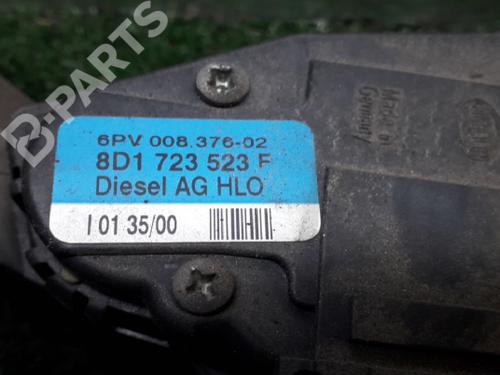 B-PARTS
6PV 008.376-02
8D1 723 523 F
Diesel AG HLO
I 01 35/00
Made in
Germany